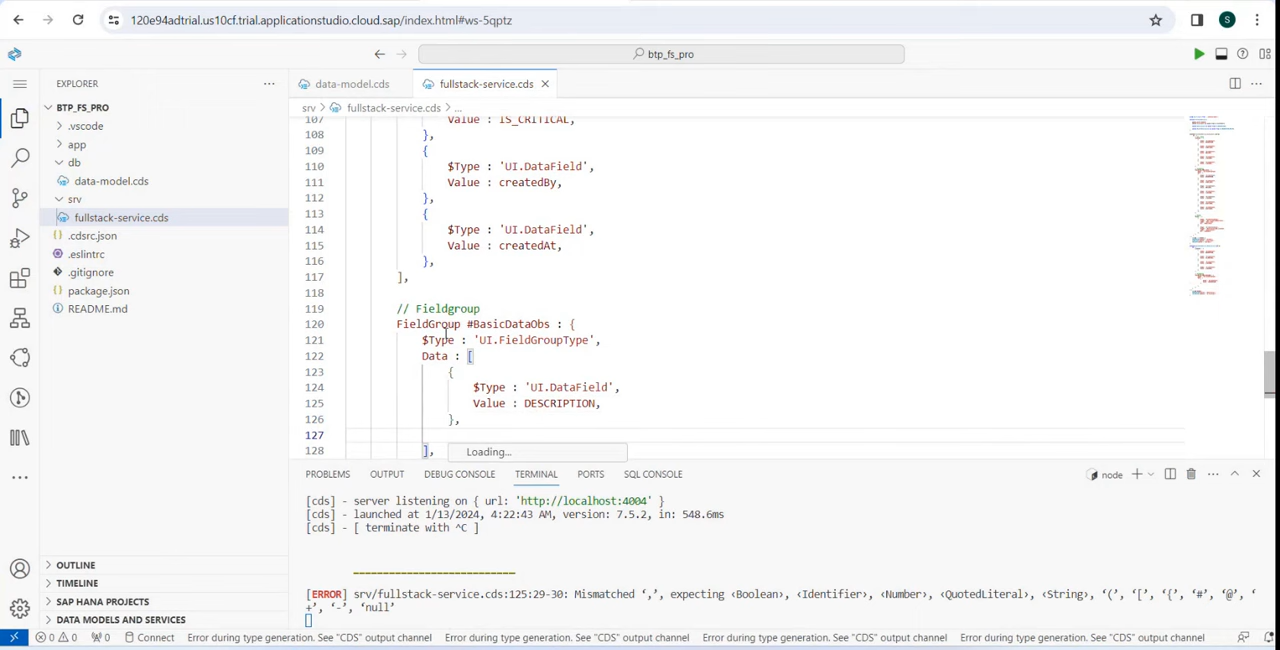 120e94adtrial.us10cf.trial.applicationstudio.cloud.sap/index.html#ws-5qptz
S
btp_fs_pro
EXPLORER
BTP_FS_PRO
.vscode
app
db
data-model.cds
srv
fullstack-service.cds
.cdsrc.json
.eslintrc
.gitignore
package.json
README.md
OUTLINE
TIMELINE
SAP HANA PROJECTS
DATA MODELS AND SERVICES
data-model.cds
fullstack-service.cds
srv > fullstack-service.cds > ...
107 Value : IS_CRITICAL,
108 },
109 {
110 $Type : 'UI.DataField',
111 Value : createdBy,
112 },
113 {
114 $Type : 'UI.DataField',
115 Value : createdAt,
116 },
117 ],
118
119 // Fieldgroup
120 FieldGroup #BasicDataObs : {
121 $Type : 'UI.FieldGroupType',
122 Data : [
123 {
124 $Type : 'UI.DataField',
125 Value : DESCRIPTION,
126 },
127
128 ],
Loading...
PROBLEMS OUTPUT DEBUG CONSOLE TERMINAL PORTS SQL CONSOLE
node
[cds] - server listening on { url: 'http://localhost:4004' }
[cds] - launched at 1/13/2024, 4:22:43 AM, version: 7.5.2, in: 548.6ms
[cds] - [ terminate with ^C ]
[ERROR] srv/fullstack-service.cds:125:29-30: Mismatched ‘,’, expecting ‹Boolean›, ‹Identifier›, ‹Number›, ‹QuotedLiteral›, ‹String›, ‘(’, ‘[’, ‘{’, ‘#’, ‘@’, ‘
+’, ‘-’, ‘null’
0 0 0 Connect Error during type generation. See "CDS" output channel Error during type generation. See "CDS" output channel Error during type generation. See "CDS" output channel Error during type generation. See "CDS" output channel